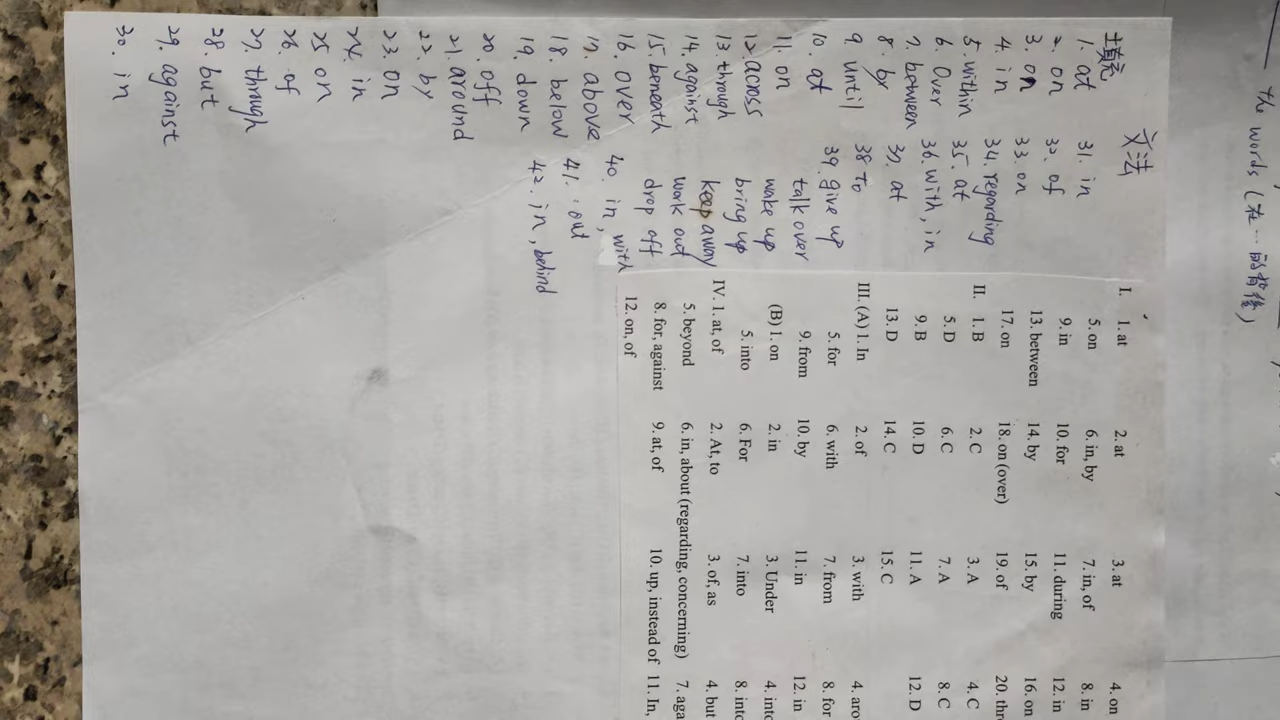 the words (在…的背後)
填充
1. at
2. on
3. on
4. in
5. within
6. Over
7. between
8. by
9. until
10. at
11. on
12. across
13. through
14. against
15. beneath
16. over
17. above
18. below
19. down
20. off
21. around
22. by
23. on
24. in
25 on
26. of
27. through
28. but
29. against
30. in
文法
31. in
32. of
33. on
34. regarding
35. at
36. with, in
37. at
38 to
39. give up
talk over
wake up
bring up
keep away
work out
drop off
40. in, with
41. out
42. in, behind
I. 1. at 2. at 3. at 4. on
5. on 6. in, by 7. in, of 8. in
9. in 10. for 11. during 12. in
13. between 14. by 15. by 16. on
17. on 18. on (over) 19. of 20.
II. 1. B 2. C 3. A 4. C
5. D 6. C 7. A 8. C
9. B 10. D 11. A 12. D
13. D 14. C 15. C
III. (A) 1. In 2. of 3. with 4.
5. for 6. with 7. from 8. for
9. from 10. by 11. in 12. in
(B) 1. on 2. in 3. Under 4.
5. into 6. For 7. into 8.
IV. 1. at, of 2. At, to 3. of, as 4. but
5. beyond 6. in, about (regarding, concerning) 7.
8. for, against 9. at, of 10. up, instead of 11. In,
12. on, of